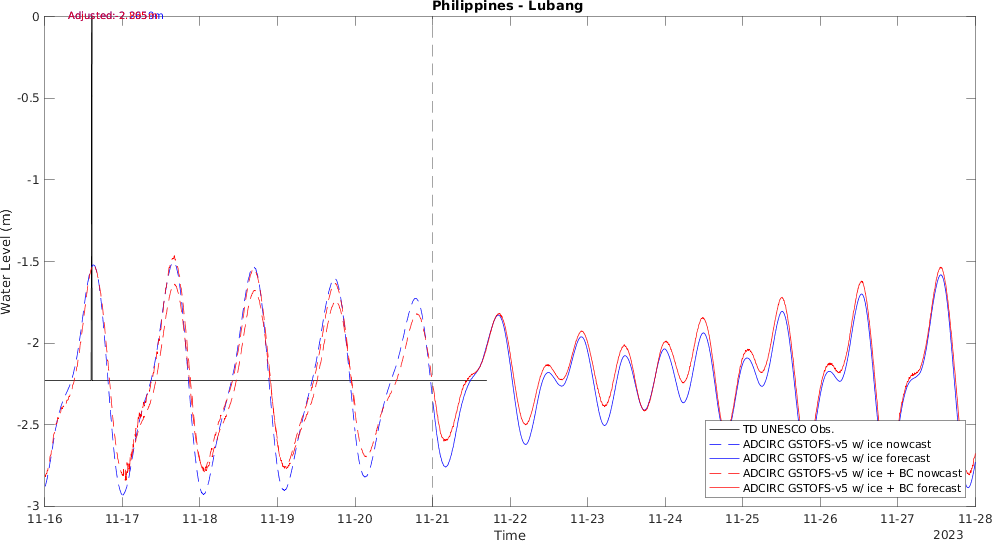 Philippines - Lubang
Adjusted:
0
-0.5
-1
-1.5
-2
-2.5
-3
Water Level (m)
TD UNESCO Obs.
ADCIRC GSTOFS-v5 w/ ice nowcast
ADCIRC GSTOFS-v5 w/ ice forecast
ADCIRC GSTOFS-v5 w/ ice + BC nowcast
ADCIRC GSTOFS-v5 w/ ice + BC forecast
11-16 11-17 11-18 11-19 11-20 11-21 11-22 11-23 11-24 11-25 11-26 11-27 11-28
Time
2023